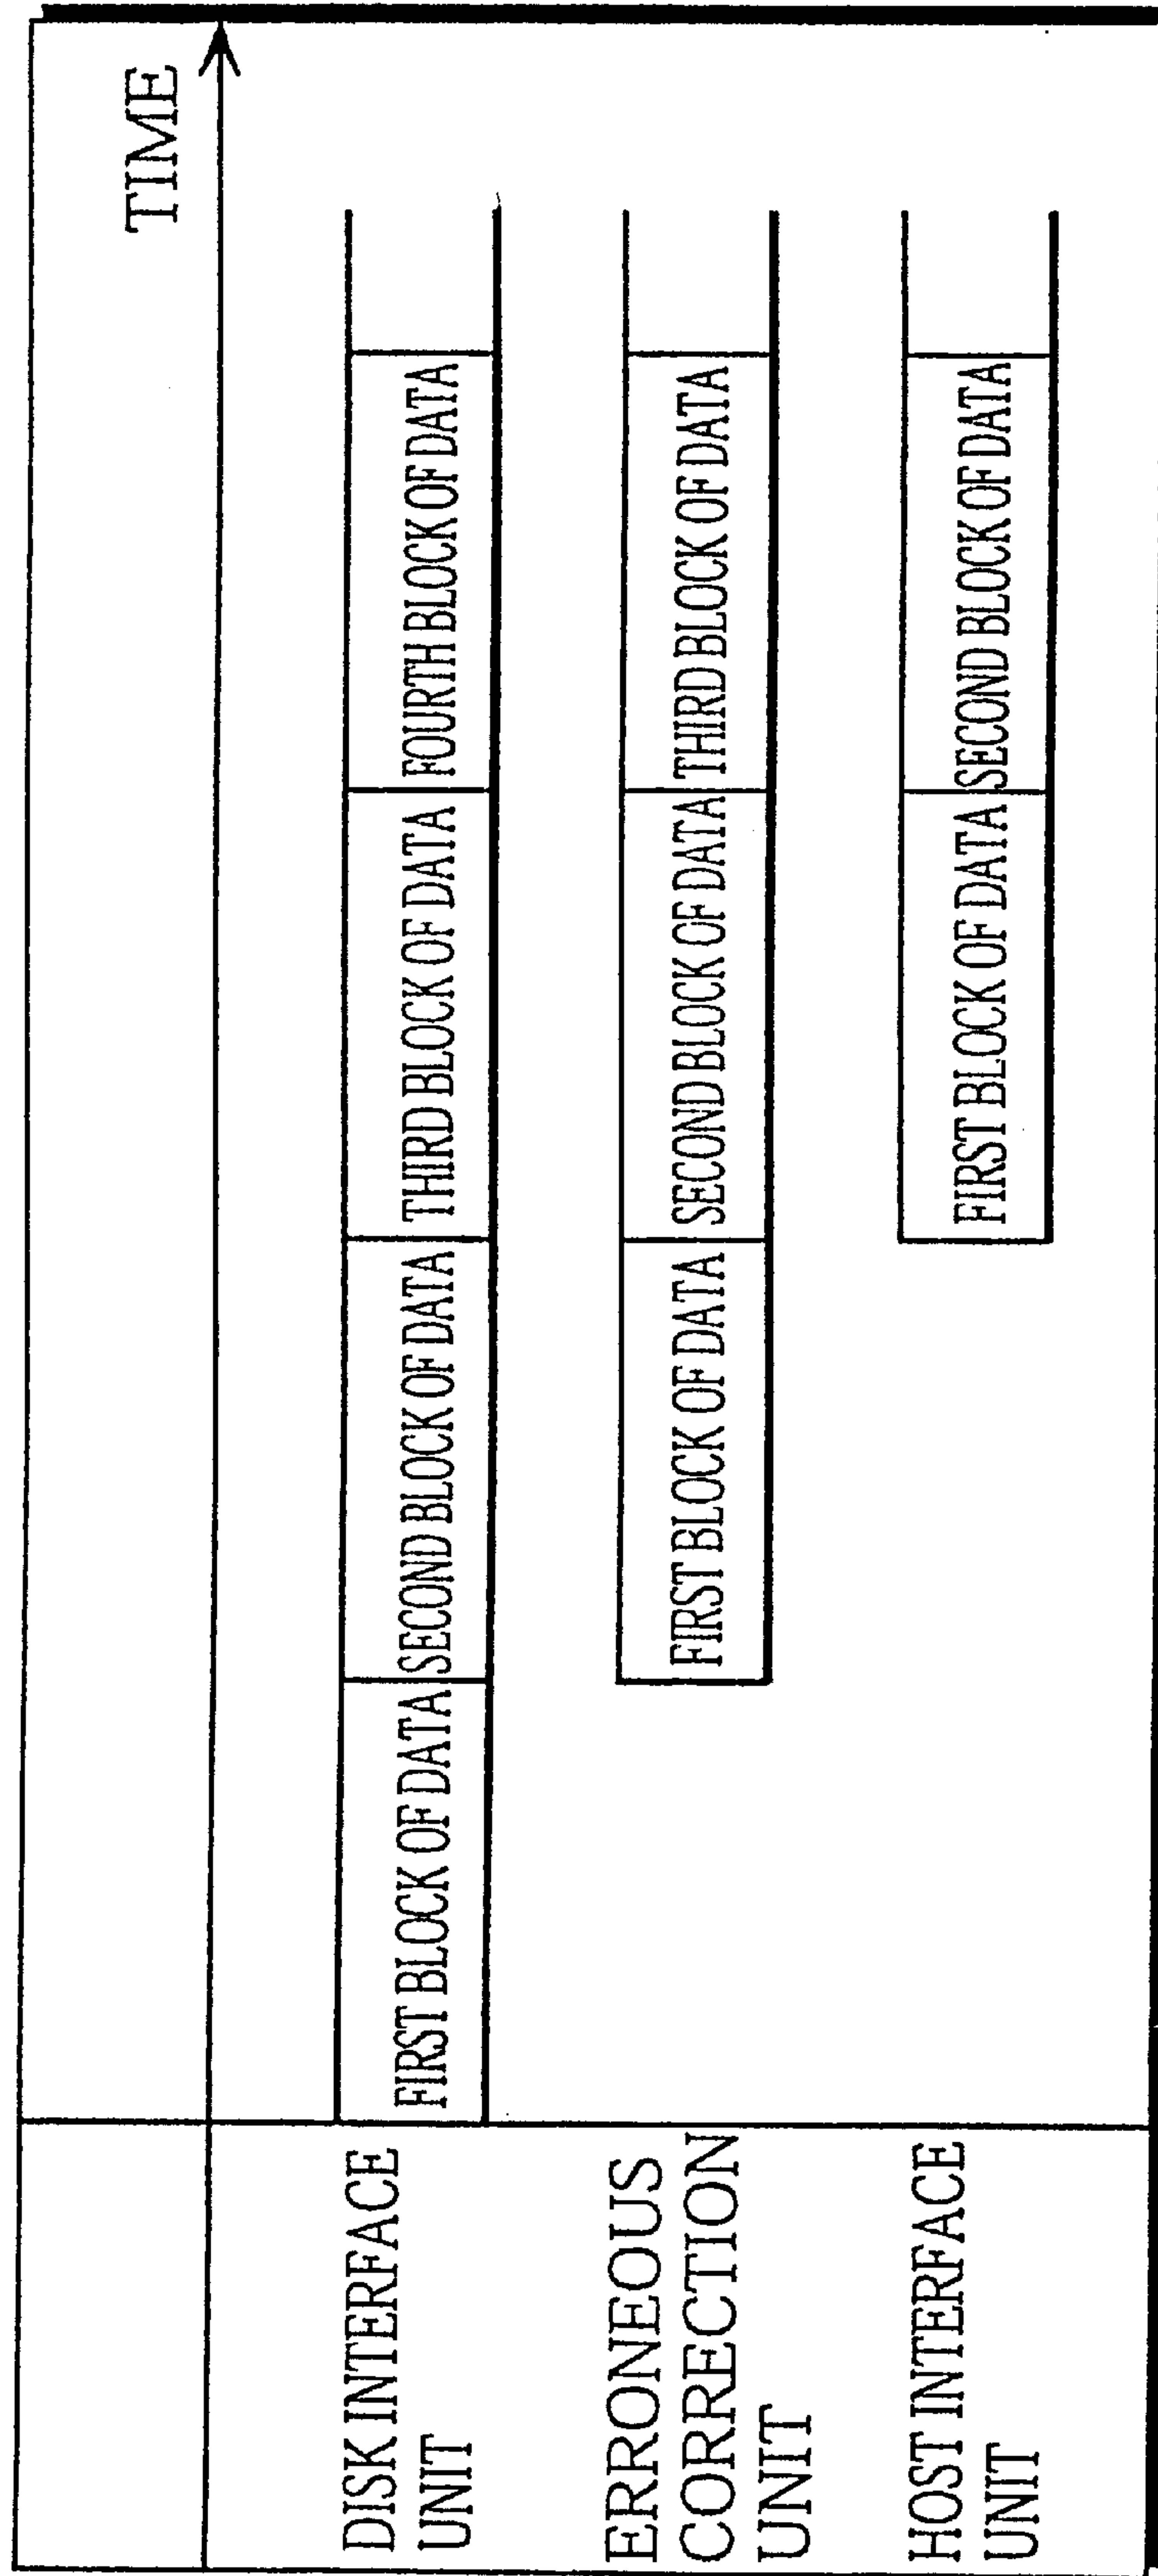 TIME
DISK INTERFACE
UNIT
FIRST BLOCK OF DATA
SECOND BLOCK OF DATA
THIRD BLOCK OF DATA
FOURTH BLOCK OF DATA
ERRONEOUS
CORRECTION
UNIT
FIRST BLOCK OF DATA
SECOND BLOCK OF DATA
THIRD BLOCK OF DATA
HOST INTERFACE
UNIT
FIRST BLOCK OF DATA
SECOND BLOCK OF DATA